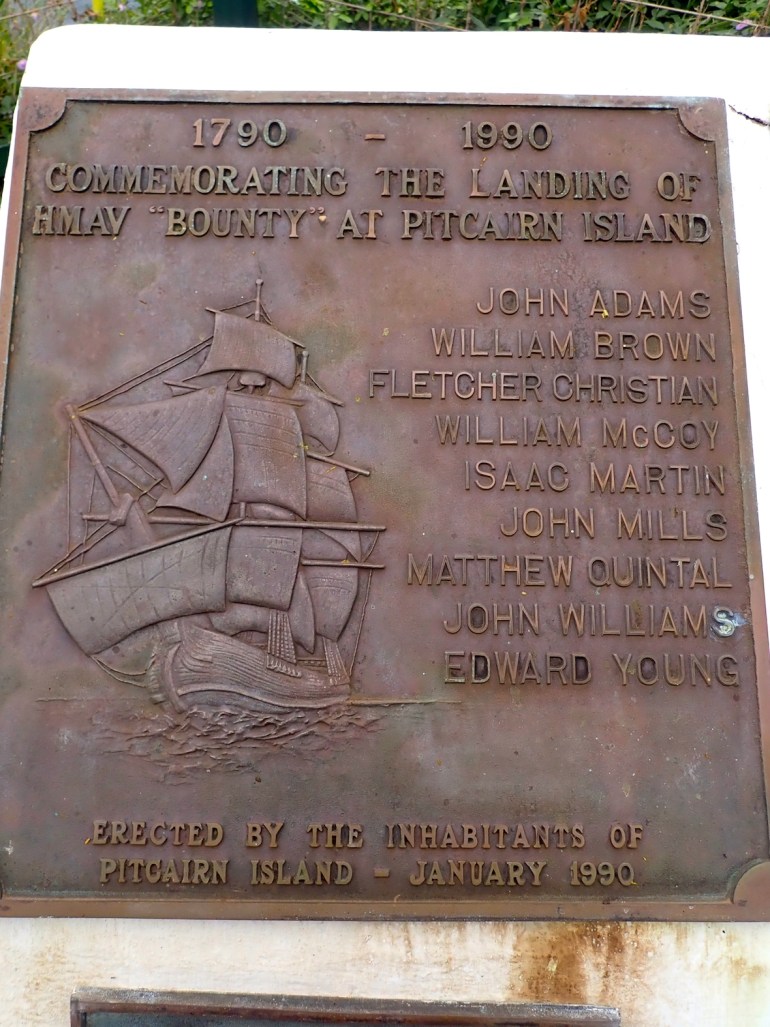 1790 - 1990
COMMEMORATING THE LANDING OF
HMAV "BOUNTY" AT PITCAIRN ISLAND
JOHN ADAMS
WILLIAM BROWN
FLETCHER CHRISTIAN
WILLIAM McCOY
ISAAC MARTIN
JOHN MILLS
MATTHEW QUINTAL
JOHN WILLIAMS
EDWARD YOUNG
ERECTED BY THE INHABITANTS OF
PITCAIRN ISLAND - JANUARY 1990